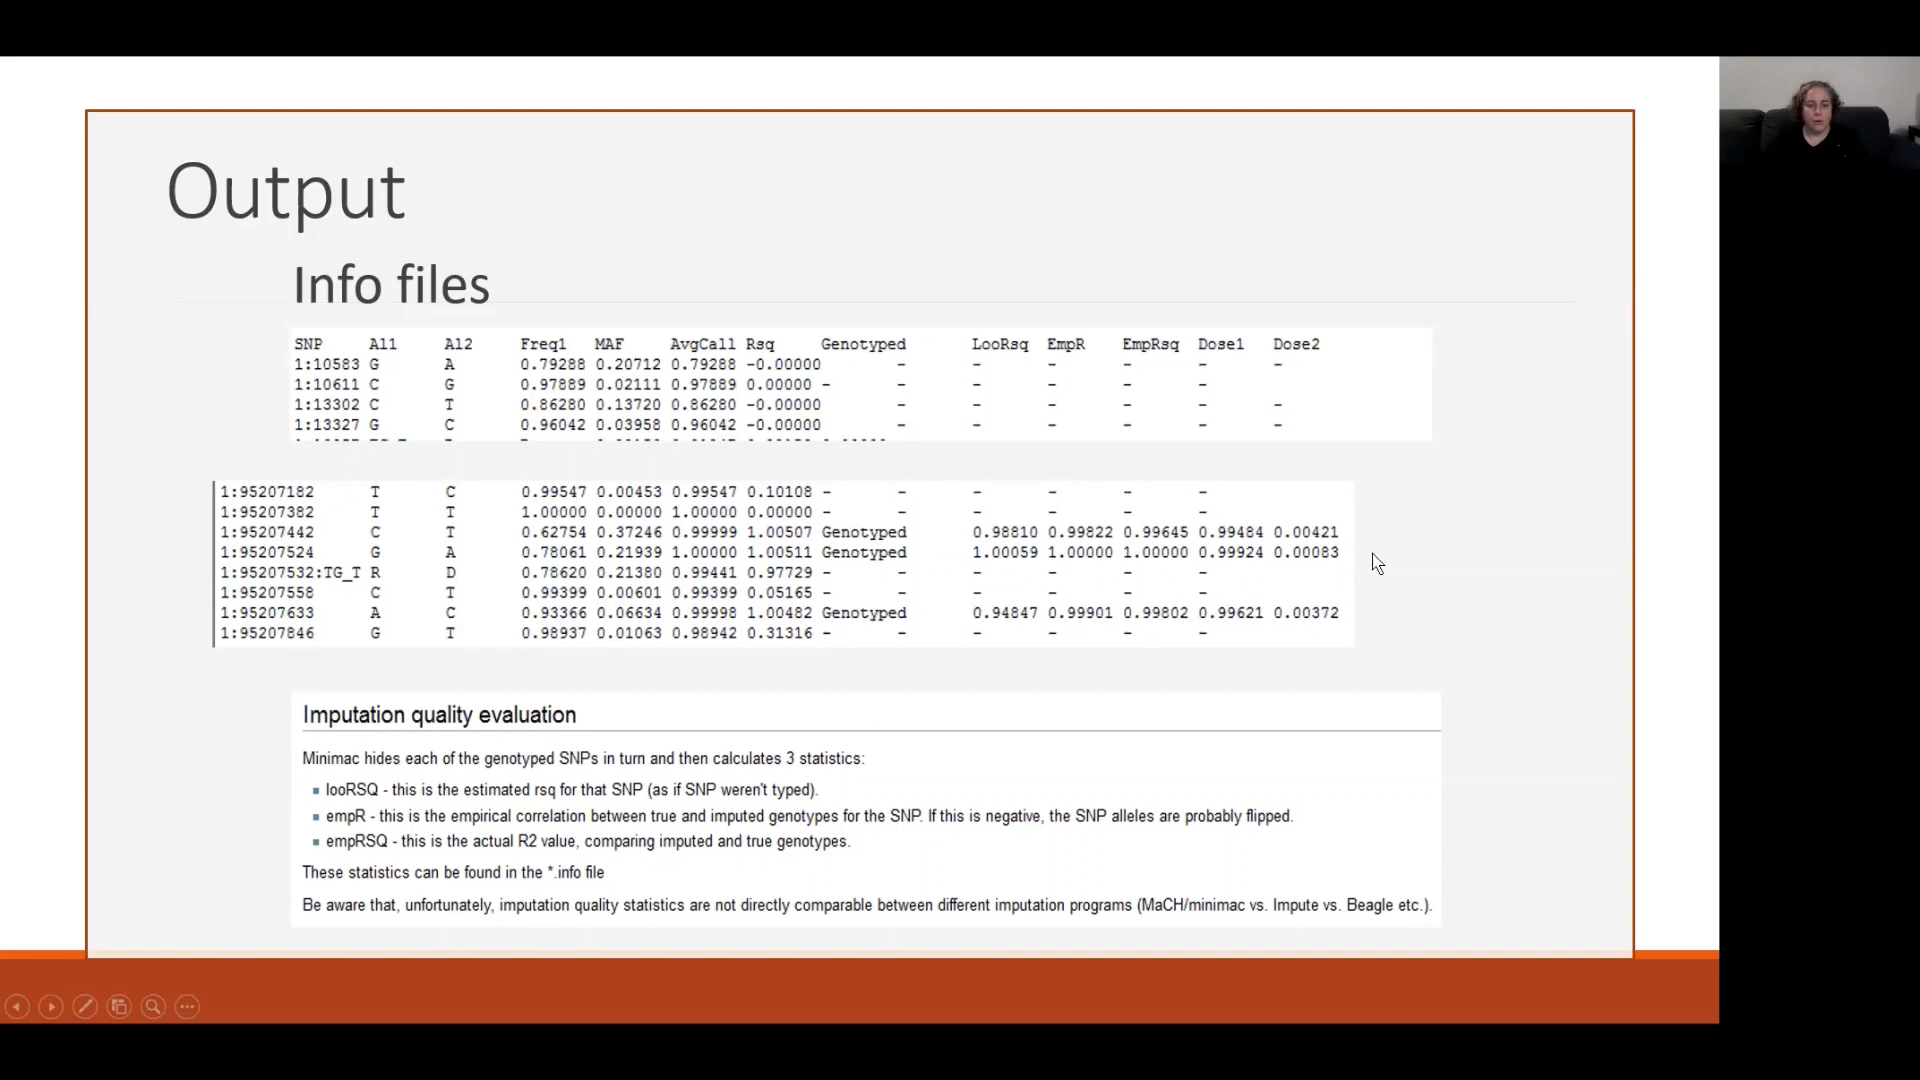 Output
Info files
SNP Al1 Al2 Freq1 MAF AvgCall Rsq Genotyped LooRsq EmpR EmpRsq Dose1 Dose2
1:10583 G A 0.79288 0.20712 0.79288 -0.00000 - - - - - -
1:10611 C G 0.97889 0.02111 0.97889 0.00000 - - - - - -
1:13302 C T 0.86280 0.13720 0.86280 -0.00000 - - - - - -
1:13327 G C 0.96042 0.03958 0.96042 -0.00000 - - - - - -
1:95207182 T C 0.99547 0.00453 0.99547 0.10108 - - - - - -
1:95207382 T T 1.00000 0.00000 1.00000 0.00000 - - - - - -
1:95207442 C T 0.62754 0.37246 0.99999 1.00507 Genotyped 0.98810 0.99822 0.99645 0.99484 0.00421
1:95207524 G A 0.78061 0.21939 1.00000 1.00511 Genotyped 1.00059 1.00000 1.00000 0.99924 0.00083
1:95207532:TG_T R D 0.78620 0.21380 0.99441 0.97729 - - - - - -
1:95207558 C T 0.99399 0.00601 0.99399 0.05165 - - - - - -
1:95207633 A C 0.93366 0.06634 0.99998 1.00482 Genotyped 0.94847 0.99901 0.99802 0.99621 0.00372
1:95207846 G T 0.98937 0.01063 0.98942 0.31316 - - - - - -
Imputation quality evaluation
Minimac hides each of the genotyped SNPs in turn and then calculates 3 statistics:
▪ looRSQ - this is the estimated rsq for that SNP (as if SNP weren't typed).
▪ empR - this is the empirical correlation between true and imputed genotypes for the SNP. If this is negative, the SNP alleles are probably flipped.
▪ empRSQ - this is the actual R2 value, comparing imputed and true genotypes.
These statistics can be found in the *.info file
Be aware that, unfortunately, imputation quality statistics are not directly comparable between different imputation programs (MaCH/minimac vs. Impute vs. Beagle etc.).